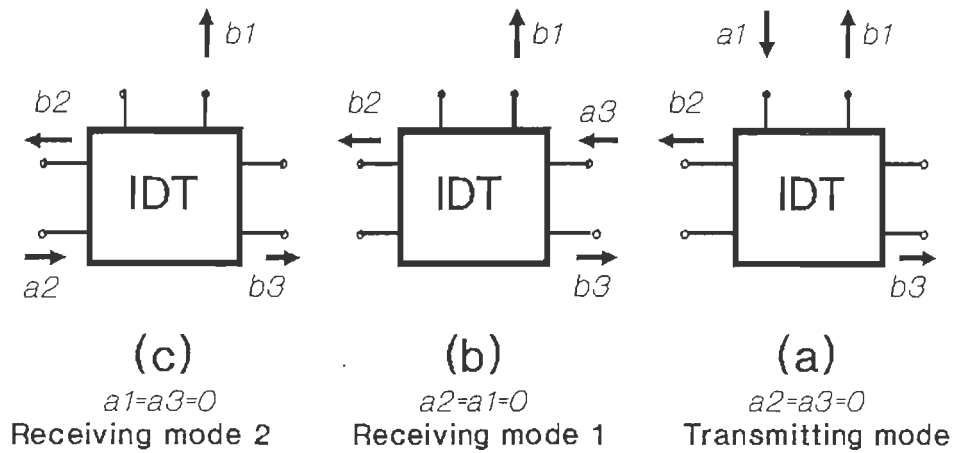 b1
b1
a1
b1
b2
b2
a3
b2
IDT
IDT
IDT
a2
b3
b3
b3
(c)
(b)
(a)
a1=a3=0
a2=a1=0
a2=a3=0
Receiving mode 2
Receiving mode 1
Transmitting mode